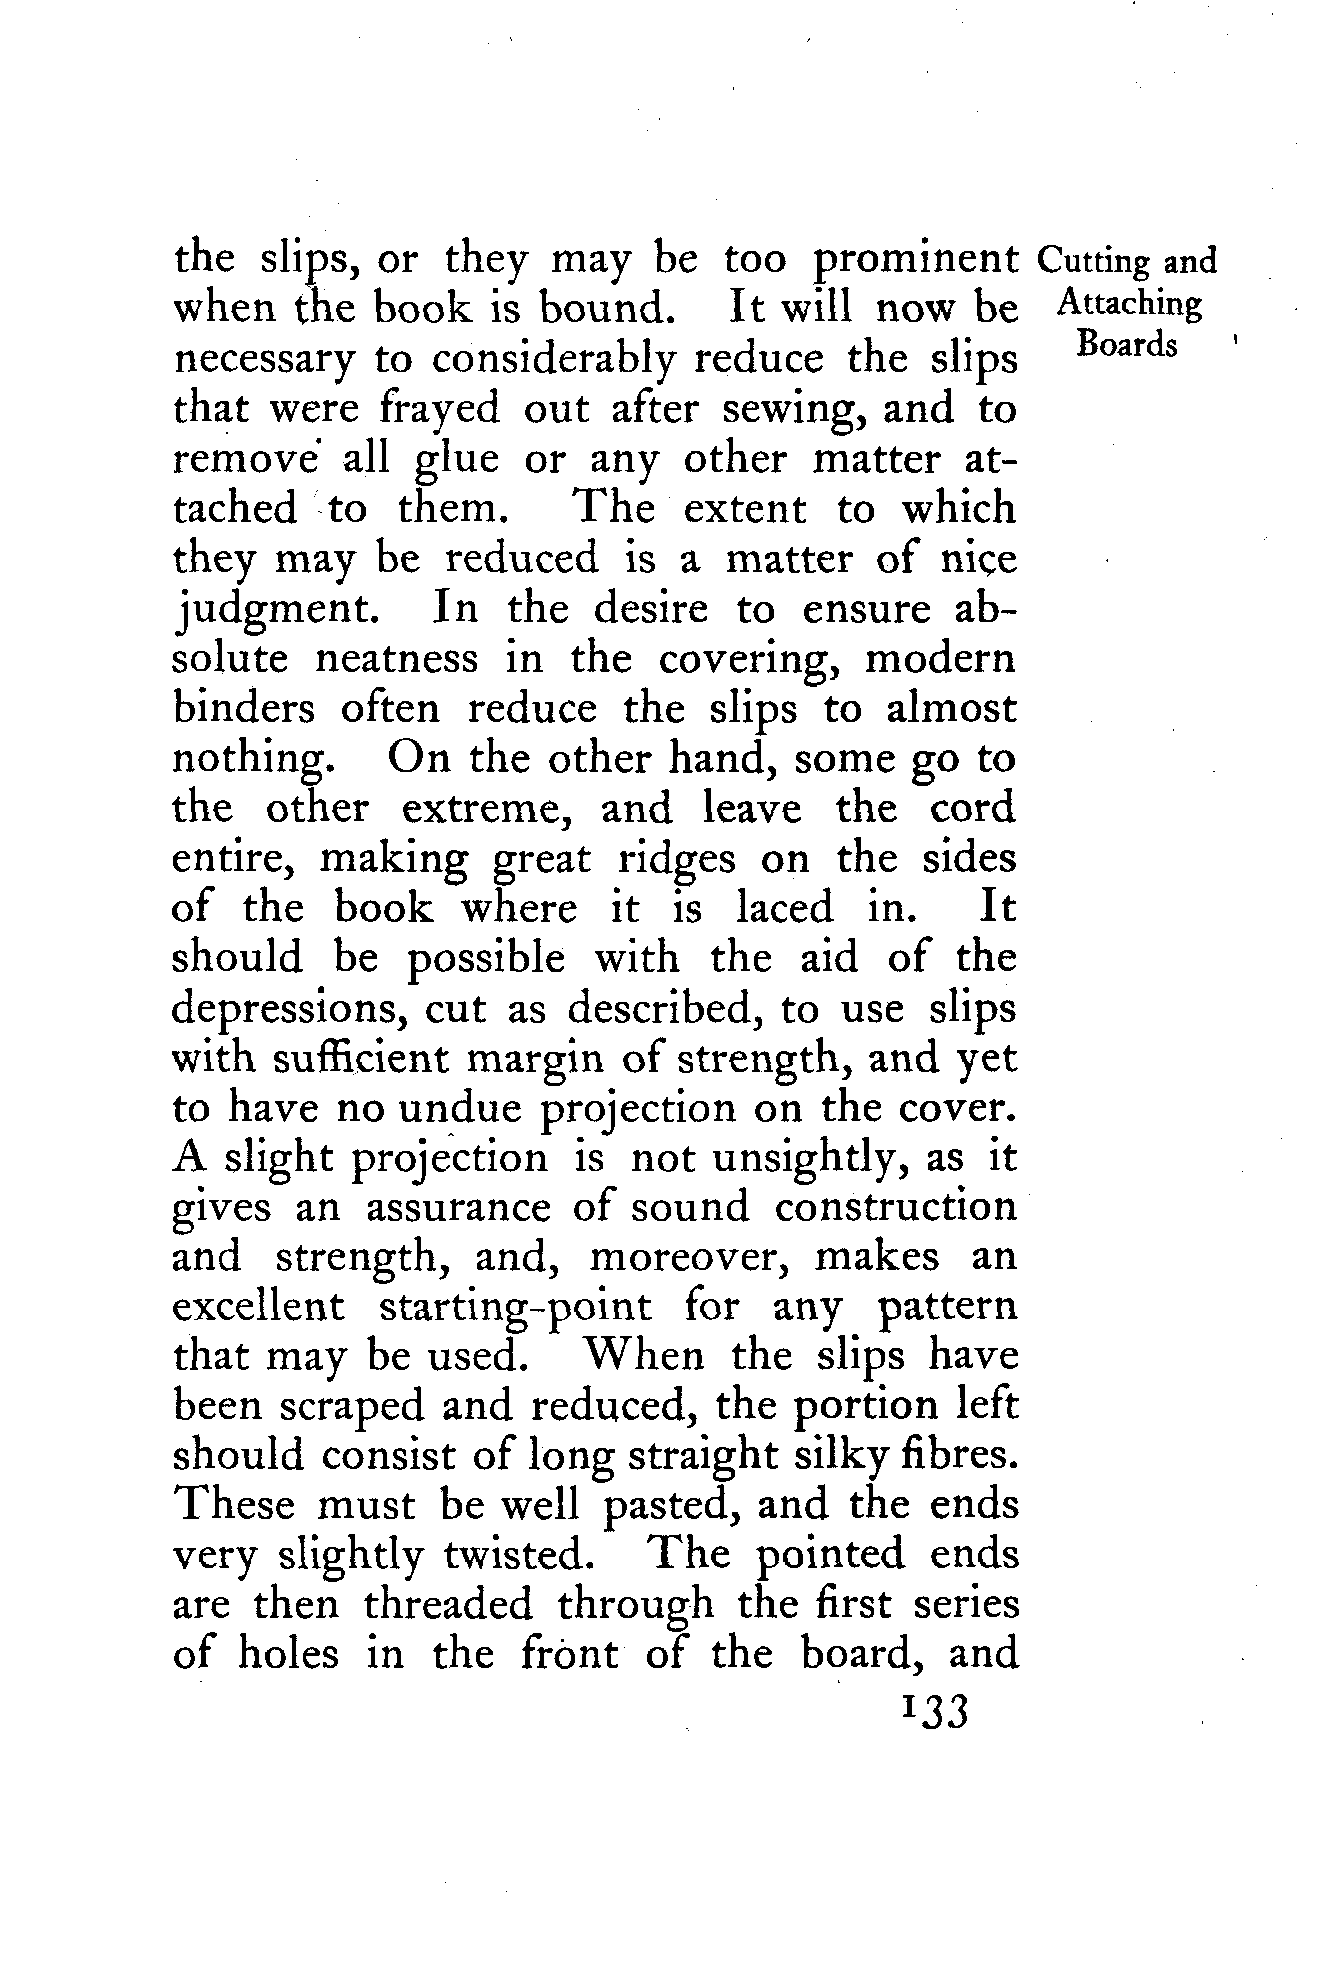 the slips, or they may be too prominent
when the book is bound. It will now be
necessary to considerably reduce the slips
that were frayed out after sewing, and to
remove all glue or any other matter at-
tached to them. The extent to which
they may be reduced is a matter of nice
judgment. In the desire to ensure ab-
solute neatness in the covering, modern
binders often reduce the slips to almost
nothing. On the other hand, some go to
the other extreme, and leave the cord
entire, making great ridges on the sides
of the book where it is laced in. It
should be possible with the aid of the
depressions, cut as described, to use slips
with sufficient margin of strength, and yet
to have no undue projection on the cover.
A slight projection is not unsightly, as it
gives an assurance of sound construction
and strength, and, moreover, makes an
excellent starting-point for any pattern
that may be used. When the slips have
been scraped and reduced, the portion left
should consist of long straight silky fibres.
These must be well pasted, and the ends
very slightly twisted. The pointed ends
are then threaded through the first series
of holes in the front of the board, and
Cutting and
Attaching
Boards
133